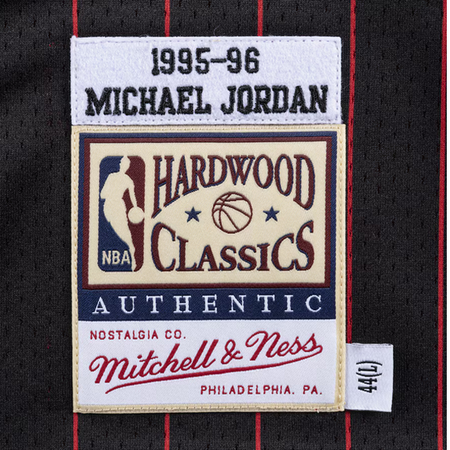 1995-96
MICHAEL JORDAN
HARDWOOD
NBA
CLASSICS
AUTHENTIC
NOSTALGIA CO.
Mitchell & Ness
PHILADELPHIA, PA.
44(L)